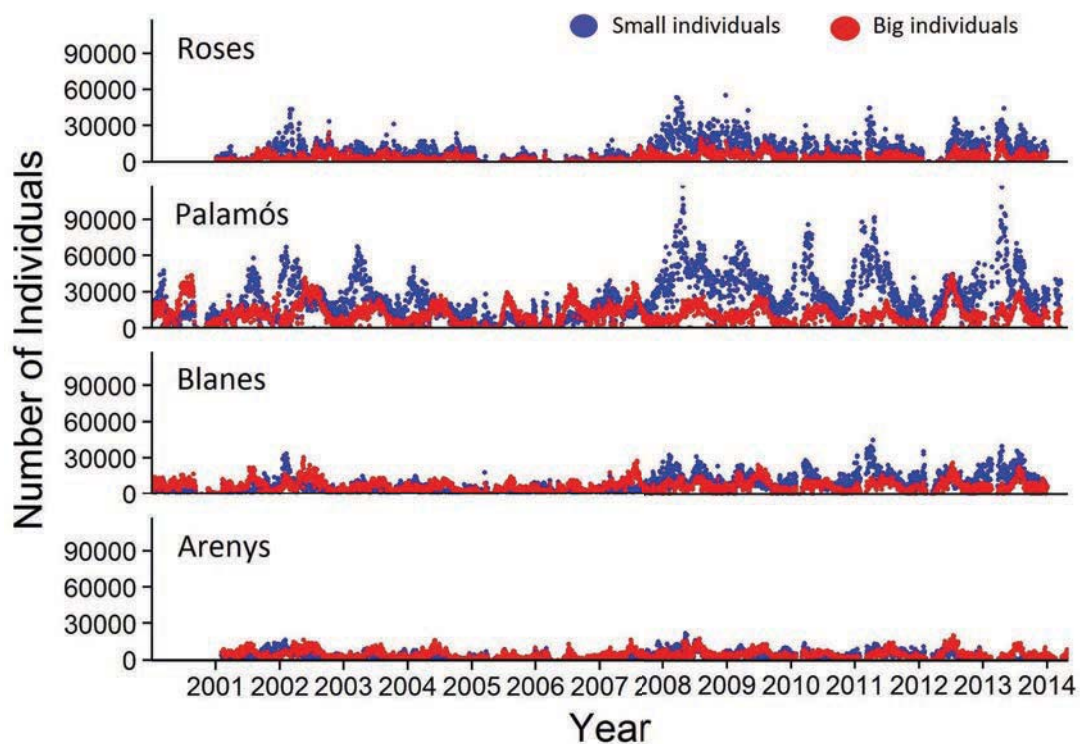 Small individuals
Big individuals
Number of Individuals
Roses
90000
60000
30000
0
Palamós
90000
60000
30000
0
Blanes
90000
60000
30000
0
Arenys
90000
60000
30000
0
2001 2002 2003 2004 2005 2006 2007 2008 2009 2010 2011 2012 2013 2014
Year